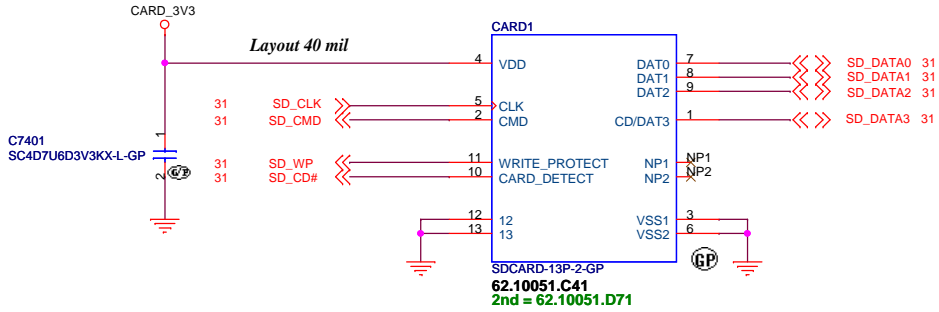 CARD_3V3
Layout 40 mil
CARD1
4 VDD
DAT0 7 SD_DATA0 31
DAT1 8 SD_DATA1 31
DAT2 9 SD_DATA2 31
31 SD_CLK 5 CLK
31 SD_CMD 2 CMD
CD/DAT3 1 SD_DATA3 31
C7401
SC4D7U6D3V3KX-L-GP
1
2
G/P
31 SD_WP 11 WRITE_PROTECT
31 SD_CD# 10 CARD_DETECT
NP1 NP1
NP2 NP2
12 12
13 13
VSS1 3
VSS2 6
GP
SDCARD-13P-2-GP
62.10051.C41
2nd = 62.10051.D71